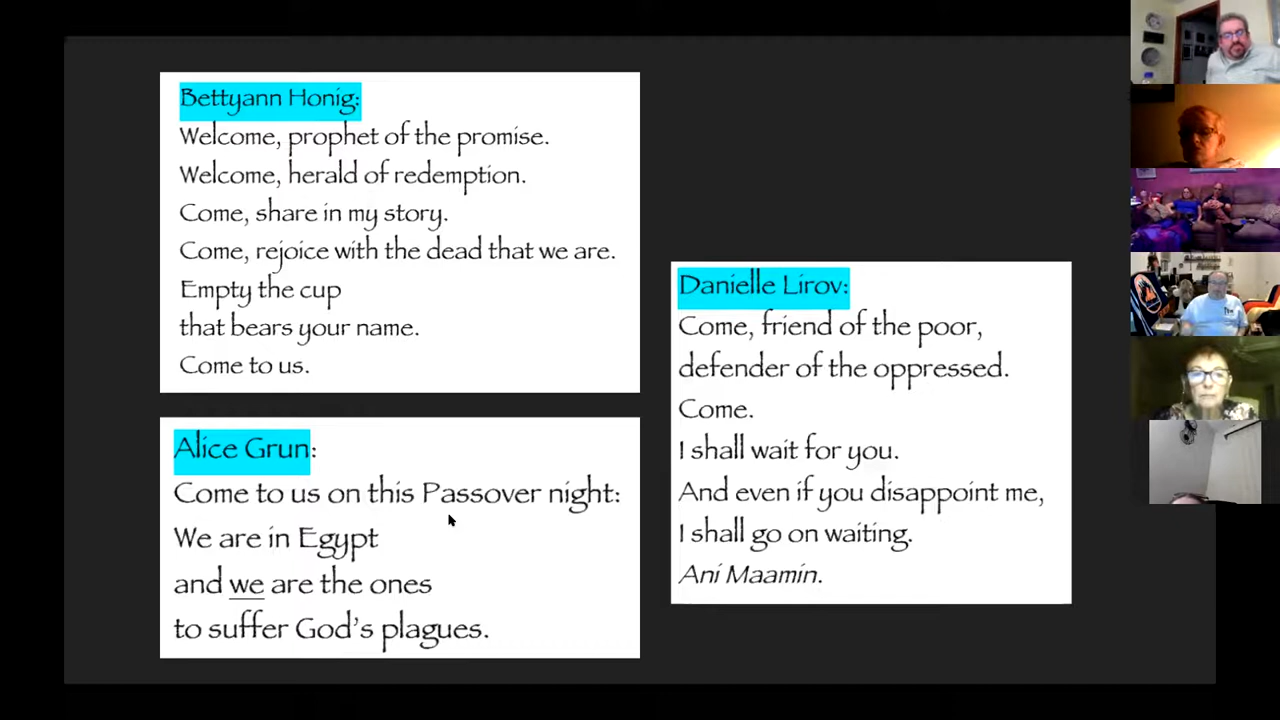 Bettyann Honig:
Welcome, prophet of the promise.
Welcome, herald of redemption.
Come, share in my story.
Come, rejoice with the dead that we are.
Empty the cup
that bears your name.
Come to us.
Alice Grun:
Come to us on this Passover night:
We are in Egypt
and we are the ones
to suffer God's plagues.
Danielle Lirov:
Come, friend of the poor,
defender of the oppressed.
Come.
I shall wait for you.
And even if you disappoint me,
I shall go on waiting.
Ani Maamin.